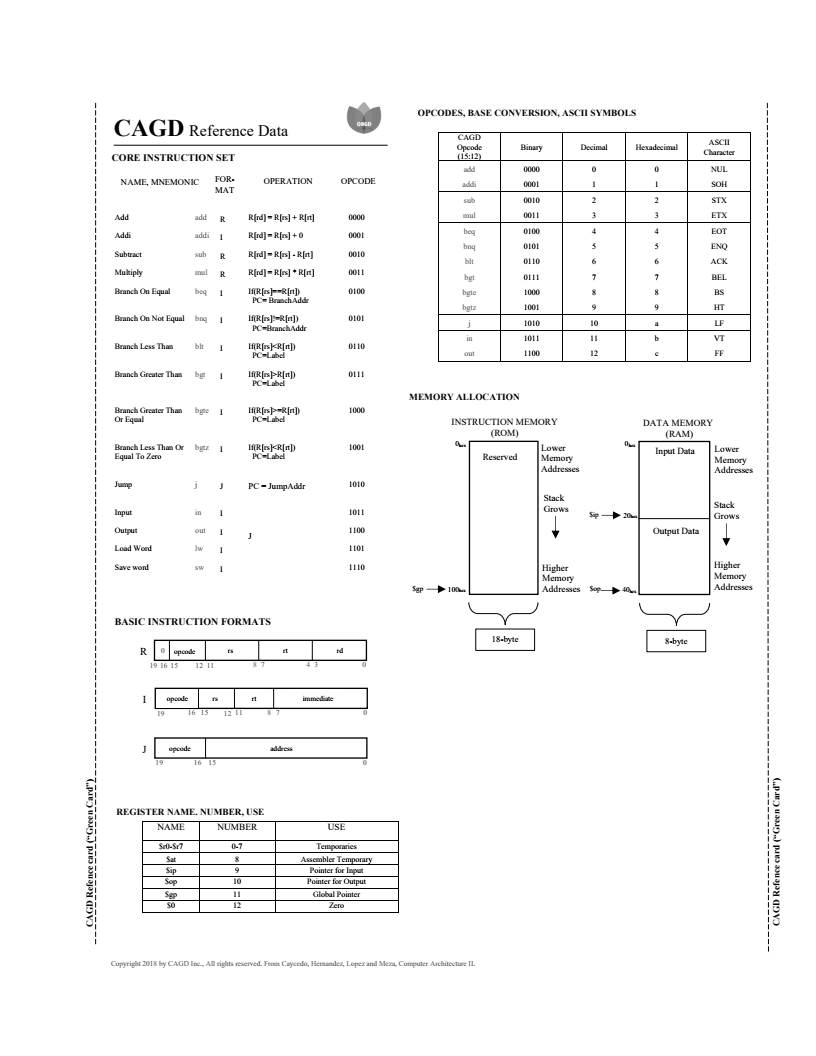 CAGD Reference Data
CAGD
CORE INSTRUCTION SET
NAME, MNEMONIC FOR-MAT OPERATION OPCODE
Add add R R[rd] = R[rs] + R[rt] 0000
Addi addi I R[rd] = R[rs] + 0 0001
Subtract sub R R[rd] = R[rs] - R[rt] 0010
Multiply mul R R[rd] = R[rs] * R[rt] 0011
Branch On Equal beq I If(R[rs]==R[rt]) 0100
PC= BranchAddr
Branch On Not Equal bnq I If(R[rs]!=R[rt]) 0101
PC=BranchAddr
Branch Less Than blt I If(R[rs]<R[rt]) 0110
PC=Label
Branch Greater Than bgt I If(R[rs]>R[rt]) 0111
PC=Label
Branch Greater Than bgte I If(R[rs]>=R[rt]) 1000
Or Equal PC=Label
Branch Less Than Or bgtz I If(R[rs]<R[rt]) 1001
Equal To Zero PC=Label
Jump j J PC = JumpAddr 1010
Input in I 1011
Output out I J 1100
Load Word lw I 1101
Save word sw I 1110
BASIC INSTRUCTION FORMATS
R 0 opcode rs rt rd
19 16 15 12 11 8 7 4 3 0
I opcode rs rt immediate
19 16 15 12 11 8 7 0
J opcode address
19 16 15 0
REGISTER NAME. NUMBER, USE
NAME NUMBER USE
$r0-$r7 0-7 Temporaries
$at 8 Assembler Temporary
$ip 9 Pointer for Input
$op 10 Pointer for Output
$gp 11 Global Pointer
$0 12 Zero
OPCODES, BASE CONVERSION, ASCII SYMBOLS
CAGD Opcode (15:12) Binary Decimal Hexadecimal ASCII Character
add 0000 0 0 NUL
addi 0001 1 1 SOH
sub 0010 2 2 STX
mul 0011 3 3 ETX
beq 0100 4 4 EOT
bnq 0101 5 5 ENQ
blt 0110 6 6 ACK
bgt 0111 7 7 BEL
bgte 1000 8 8 BS
bgtz 1001 9 9 HT
j 1010 10 a LF
in 1011 11 b VT
out 1100 12 c FF
MEMORY ALLOCATION
INSTRUCTION MEMORY
(ROM)
0hex Reserved Lower
Memory
Addresses
Stack
Grows
Higher
Memory
Addresses
$gp 100hex
18-byte
DATA MEMORY
(RAM)
0hex Input Data Lower
Memory
Addresses
Stack
Grows
$ip 20hex
Output Data
Higher
Memory
Addresses
$op 40hex
8-byte
CAGD Refence card ("Green Card")
CAGD Refence card ("Green Card")
Copyright 2018 by CAGD Inc., All rights reserved. From Caycedo, Hernandez, Lopez and Meza, Computer Architecture II.